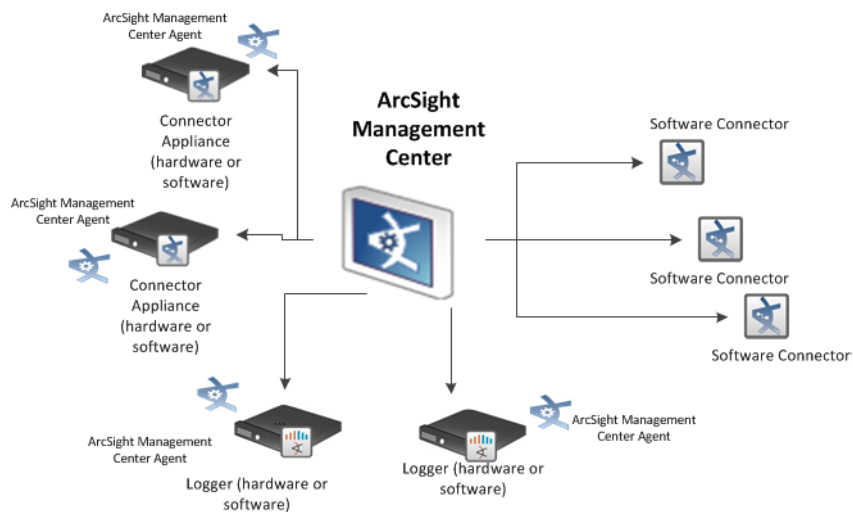 ArcSight Management
Center Agent
Connector
Appliance
(hardware or
software)
ArcSight
Management
Center
Software Connector
ArcSight Management
Center Agent
Connector
Appliance
(hardware or
software)
Software Connector
Software Connector
ArcSight Management
Center Agent
Logger (hardware or
software)
Logger (hardware or
software)
ArcSight Management
Center Agent